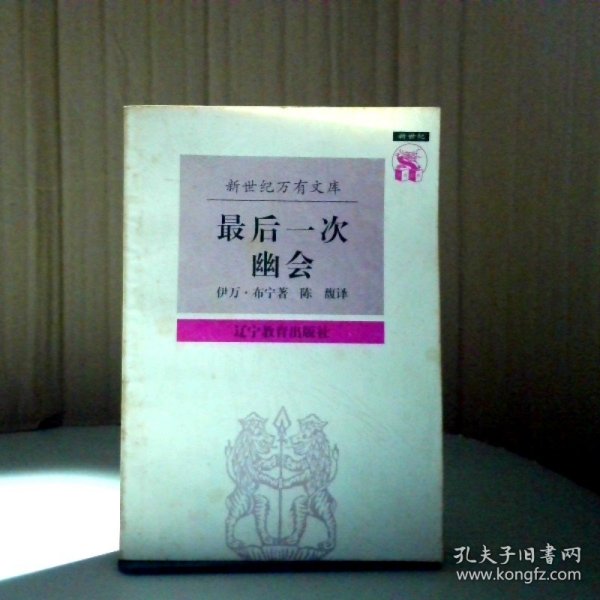 新世纪
新世纪万有文库
最后一次
幽会
伊万·布宁著 陈 馥译
辽宁教育出版社
孔夫子旧书网
www.kongfz.com